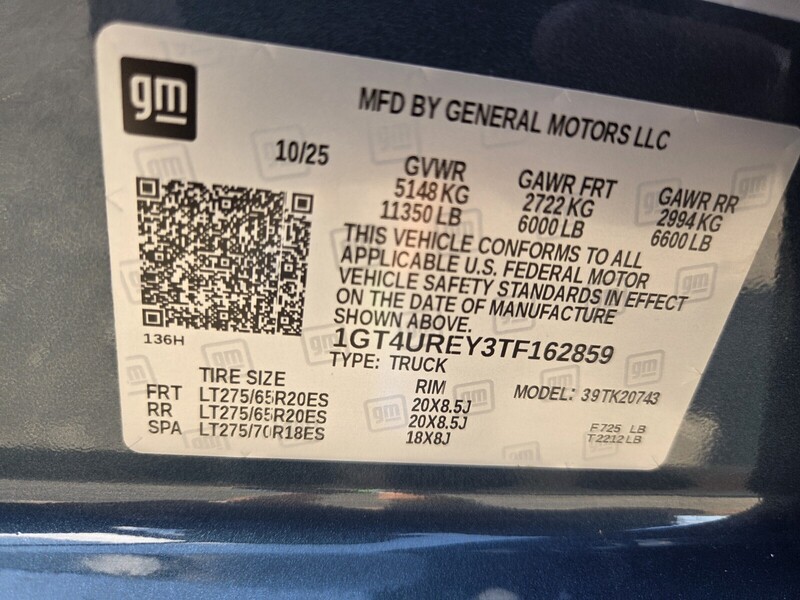 gm
MFD BY GENERAL MOTORS LLC
10/25
GVWR GAWR FRT GAWR RR
5148 KG 2722 KG 2994 KG
11350 LB 6000 LB 6600 LB
THIS VEHICLE CONFORMS TO ALL
APPLICABLE U.S. FEDERAL MOTOR
VEHICLE SAFETY STANDARDS IN EFFECT
ON THE DATE OF MANUFACTURE
SHOWN ABOVE.
136H
1GT4UREY3TF162859
TYPE: TRUCK
TIRE SIZE RIM MODEL: 39TK20743
FRT LT275/65R20ES 20X8.5J
RR LT275/65R20ES 20X8.5J
SPA LT275/70R18ES 18X8J
F725 LB
T2212LB